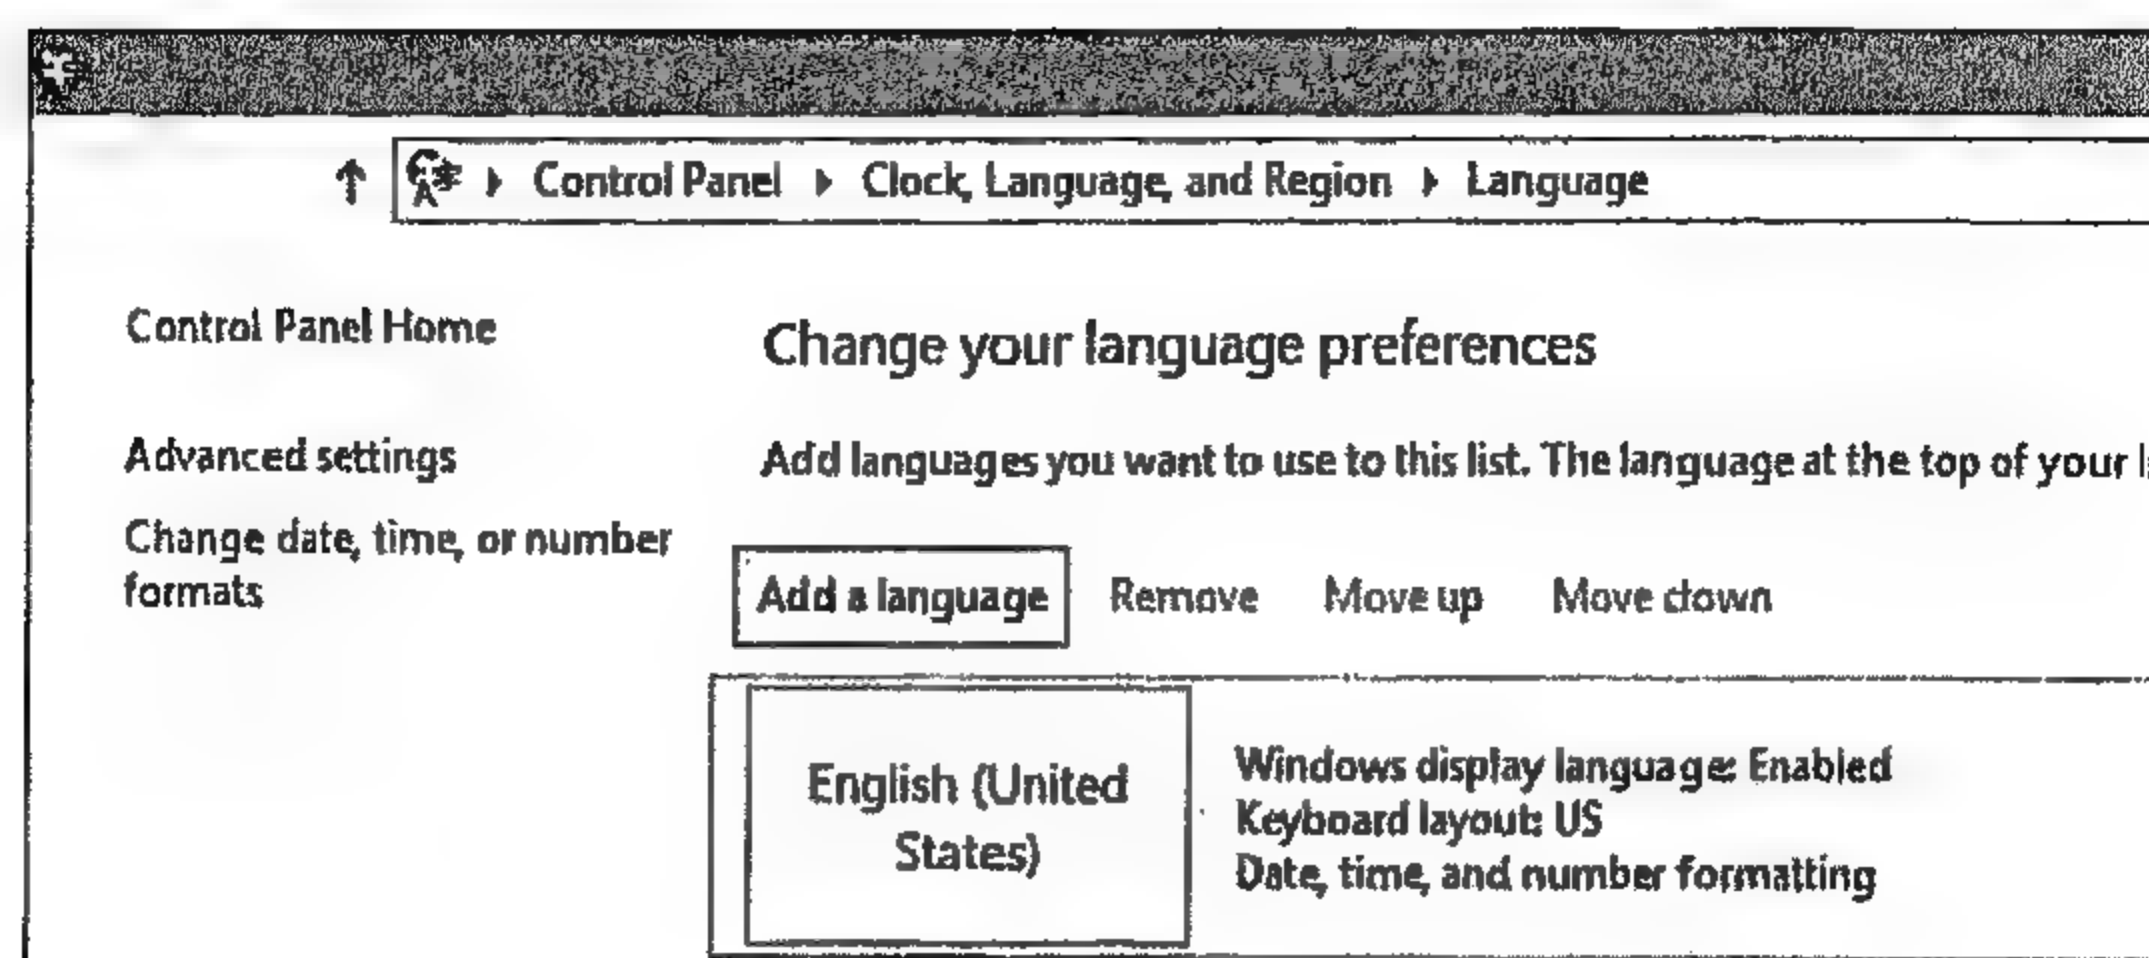 Control Panel Clock, Language, and Region Language
Control Panel Home
Advanced settings
Change date, time, or number
formats
Change your language preferences
Add languages you want to use to this list. The language at the top of your
Add a language Remove Move up Move down
English (United
States)
Windows display language: Enabled
Keyboard layout: US
Date, time, and number formatting